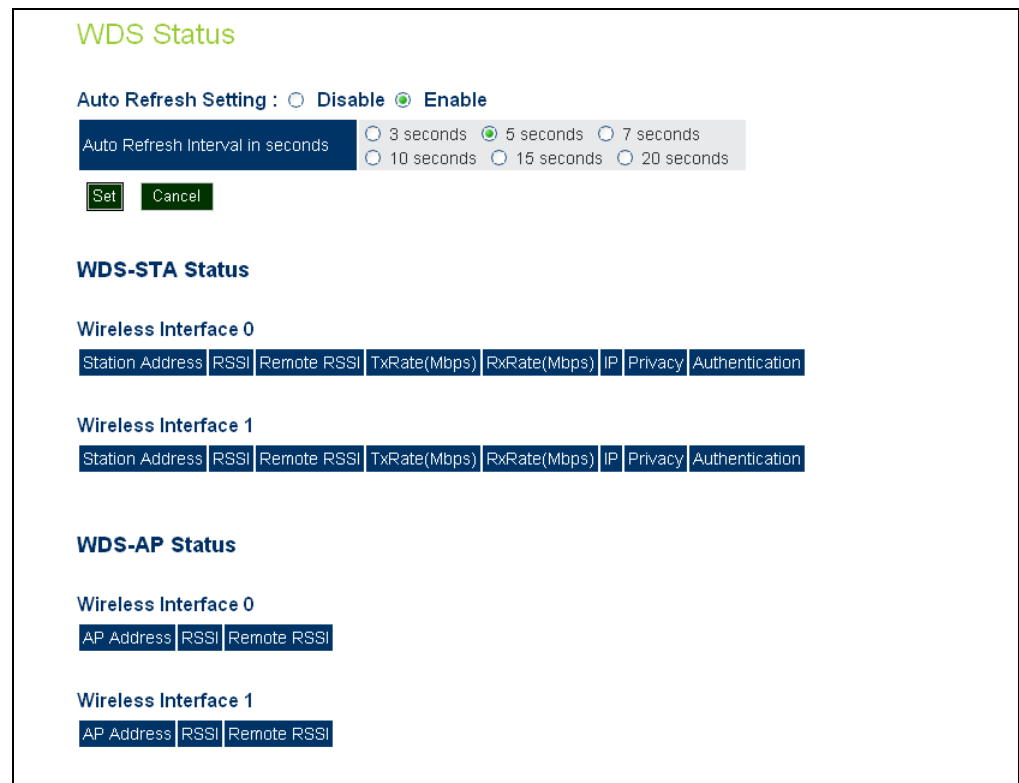 WDS Status
Auto Refresh Setting : Disable Enable
Auto Refresh Interval in seconds
3 seconds 5 seconds 7 seconds
10 seconds 15 seconds 20 seconds
Set Cancel
WDS-STA Status
Wireless Interface 0
Station Address RSSI Remote RSSI TxRate(Mbps) RxRate(Mbps) IP Privacy Authentication
Wireless Interface 1
Station Address RSSI Remote RSSI TxRate(Mbps) RxRate(Mbps) IP Privacy Authentication
WDS-AP Status
Wireless Interface 0
AP Address RSSI Remote RSSI
Wireless Interface 1
AP Address RSSI Remote RSSI